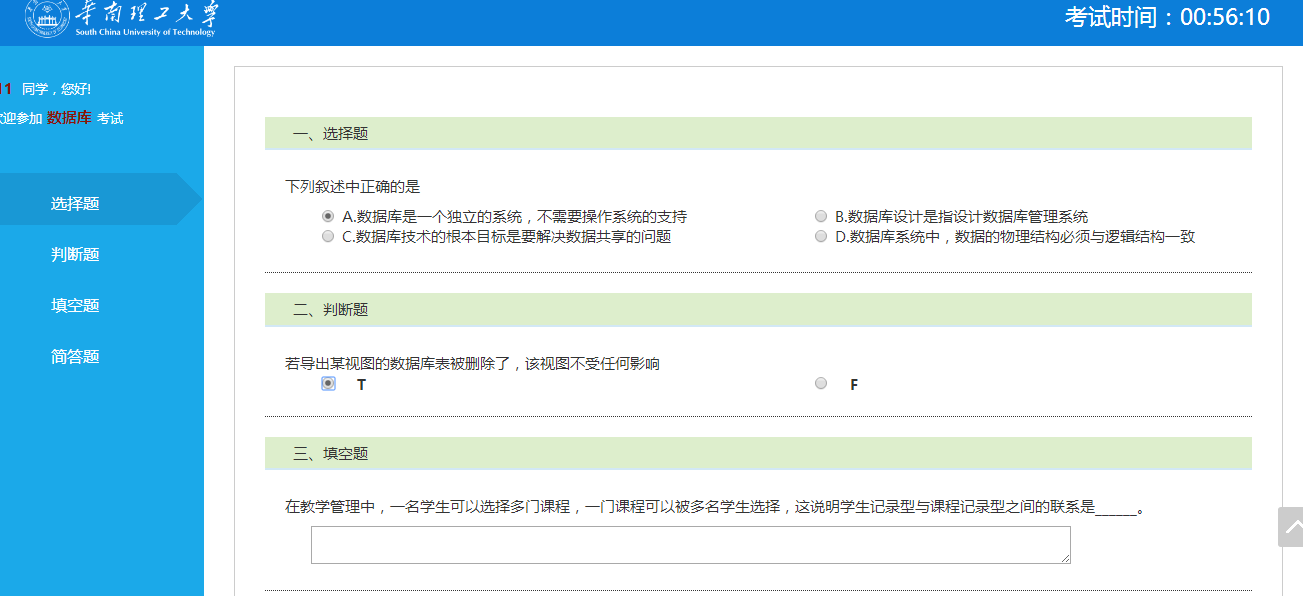 華南理工大学
South China University of Technology
考试时间：00:56:10
11 同学，您好!
欢迎参加 数据库 考试
选择题
判断题
填空题
简答题
一、选择题
下列叙述中正确的是
A.数据库是一个独立的系统，不需要操作系统的支持
B.数据库设计是指设计数据库管理系统
C.数据库技术的根本目标是要解决数据共享的问题
D.数据库系统中，数据的物理结构必须与逻辑结构一致
二、判断题
若导出某视图的数据库表被删除了，该视图不受任何影响
T
F
三、填空题
在教学管理中，一名学生可以选择多门课程，一门课程可以被多名学生选择，这说明学生记录型与课程记录型之间的联系是______。